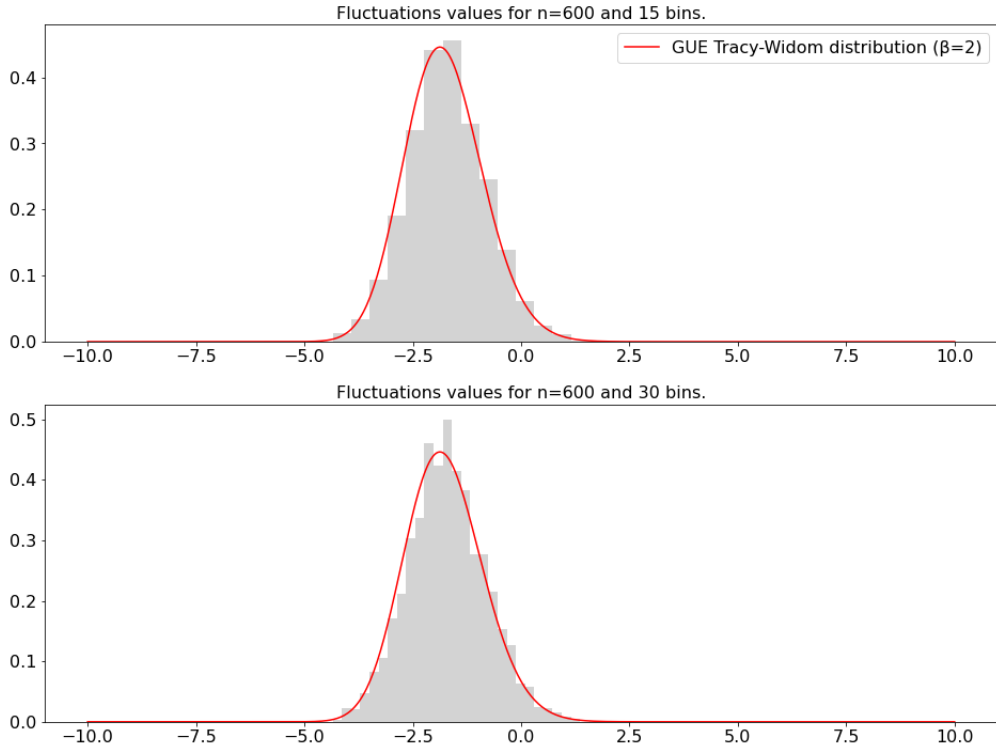 Fluctuations values for n=600 and 15 bins.
GUE Tracy-Widom distribution (β=2)
0.4
0.3
0.2
0.1
0.0
−10.0 −7.5 −5.0 −2.5 0.0 2.5 5.0 7.5 10.0
Fluctuations values for n=600 and 30 bins.
0.5
0.4
0.3
0.2
0.1
0.0
−10.0 −7.5 −5.0 −2.5 0.0 2.5 5.0 7.5 10.0